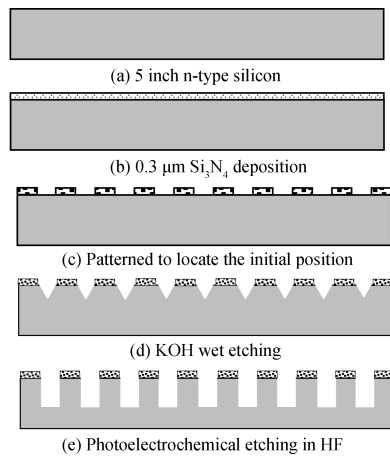 (a) 5 inch n-type silicon
(b) 0.3 μm Si₃N₄ deposition
(c) Patterned to locate the initial position
(d) KOH wet etching
(e) Photoelectrochemical etching in HF